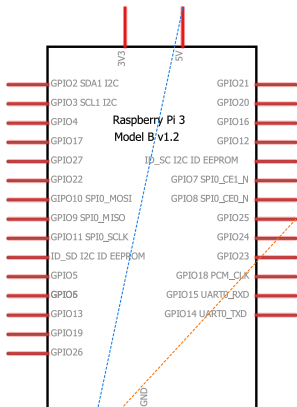 3V3
5V
Raspberry Pi 3
Model B v1.2
GPIO2 SDA1 I2C
GPIO3 SCL1 I2C
GPIO4
GPIO17
GPIO27
GPIO22
GPIO10 SPI0_MOSI
GPIO9 SPI0_MISO
GPIO11 SPI0_SCLK
ID_SD I2C ID EEPROM
GPIO5
GPIO6
GPIO13
GPIO19
GPIO26
GPIO21
GPIO20
GPIO16
GPIO12
ID_SC I2C ID EEPROM
GPIO7 SPI0_CE1_N
GPIO8 SPI0_CE0_N
GPIO25
GPIO24
GPIO23
GPIO18 PCM_CLK
GPIO15 UART0_RXD
GPIO14 UART0_TXD
GND